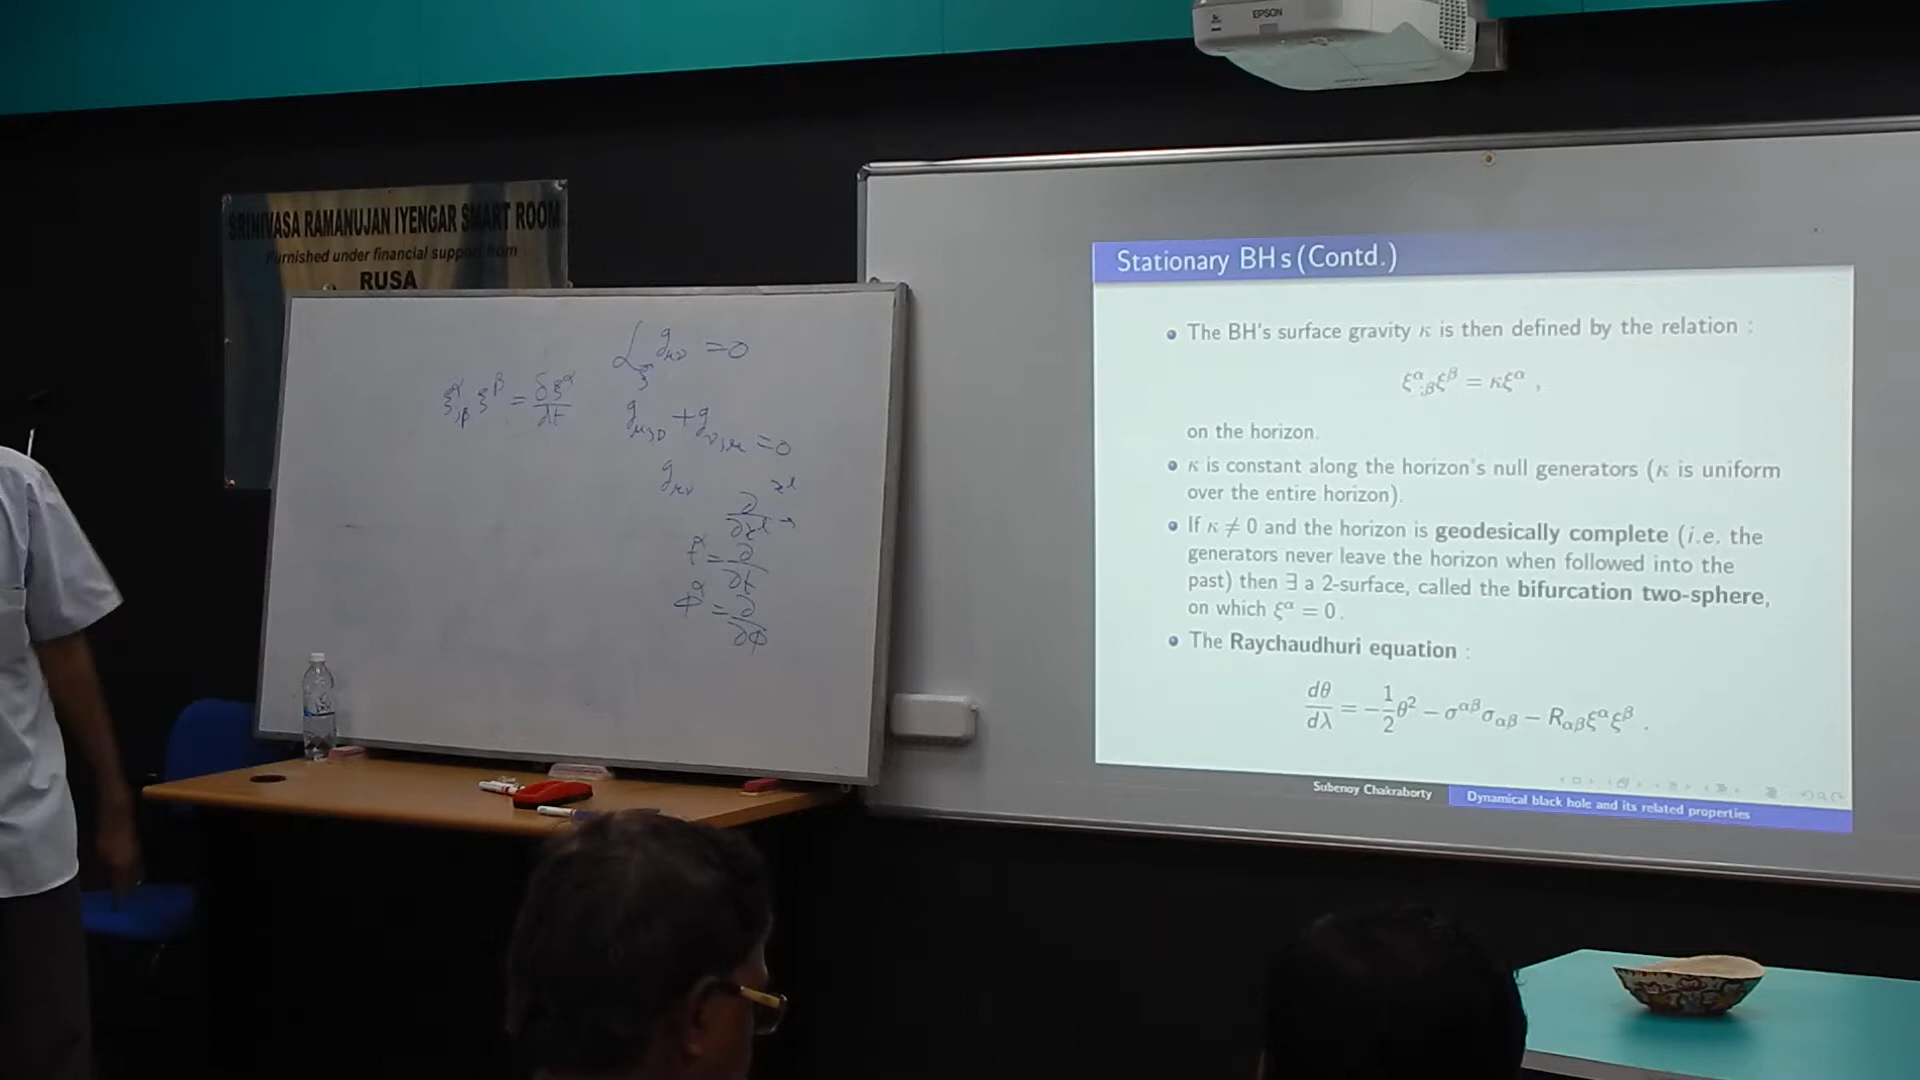 EPSON
SRINIVASA RAMANUJAN IYENGAR SMART ROOM
Furnished under financial support from
RUSA
£_ξ g_μν = 0
ξ^α_;β ξ^β = δξ^α/dt
g_μ;ν + g_ν;μ = 0
g_μν
x^l
∂/∂x^l →
t^α = ∂/∂t
ϕ^α = ∂/∂ϕ
Stationary BHs(Contd.)
• The BH's surface gravity κ is then defined by the relation :
ξ^α_;β ξ^β = κξ^α ,
on the horizon.
• κ is constant along the horizon's null generators (κ is uniform
over the entire horizon).
• If κ ≠ 0 and the horizon is geodesically complete (i.e. the
generators never leave the horizon when followed into the
past) then ∃ a 2-surface, called the bifurcation two-sphere,
on which ξ^α = 0.
• The Raychaudhuri equation :
dθ/dλ = −1/2 θ² − σ^αβ σ_αβ − R_αβ ξ^α ξ^β .
Subenoy Chakraborty
Dynamical black hole and its related properties